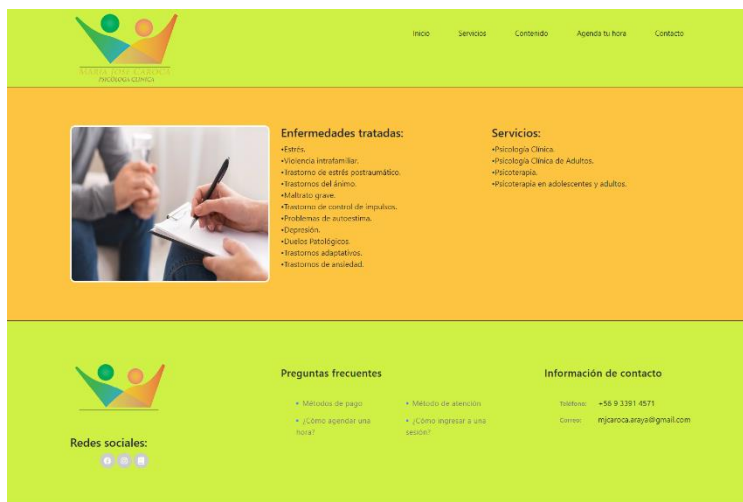 Inicio
Servicios
Contenido
Agenda tu hora
Contacto
MARIA JOSE CAROCA
PSICÓLOGA CLINICA
Enfermedades tratadas:
•Estrés.
•Violencia intrafamiliar.
•Trastorno de estrés postraumático.
•Trastornos del ánimo.
•Maltrato grave.
•Trastorno de control de impulsos.
•Problemas de autoestima.
•Depresión.
•Duelos Patológicos.
•Trastornos adaptativos.
•Trastornos de ansiedad.
Servicios:
•Psicología Clínica.
•Psicología Clínica de Adultos.
•Psicoterapia.
•Psicoterapia en adolescentes y adultos.
Redes sociales:
Preguntas frecuentes
• Métodos de pago
• ¿Cómo agendar una
hora?
• Método de atención
• ¿Cómo ingresar a una
sesión?
Información de contacto
Teléfono: +56 9 3391 4571
Correo: mjcaroca.araya@gmail.com